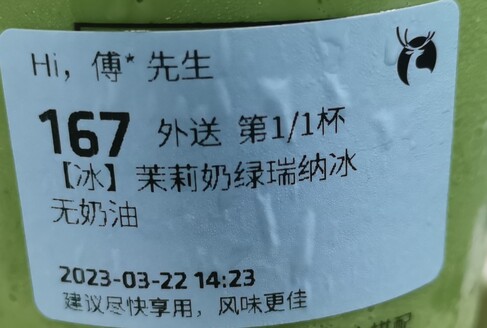 Hi，傅* 先生
167 外送 第1/1杯
【冰】茉莉奶绿瑞纳冰
无奶油
2023-03-22 14:23
建议尽快享用，风味更佳